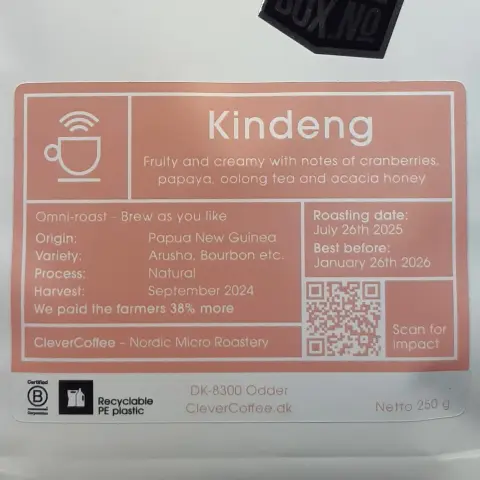 BOX NO
Kindeng
Fruity and creamy with notes of cranberries,
papaya, oolong tea and acacia honey
Omni-roast - Brew as you like
Origin: Papua New Guinea
Variety: Arusha, Bourbon etc.
Process: Natural
Harvest: September 2024
We paid the farmers 38% more
CleverCoffee - Nordic Micro Roastery
Roasting date:
July 26th 2025
Best before:
January 26th 2026
Scan for
impact
Certified
B
Recyclable
PE plastic
DK-8300 Odder
CleverCoffee.dk
Netto 250 g